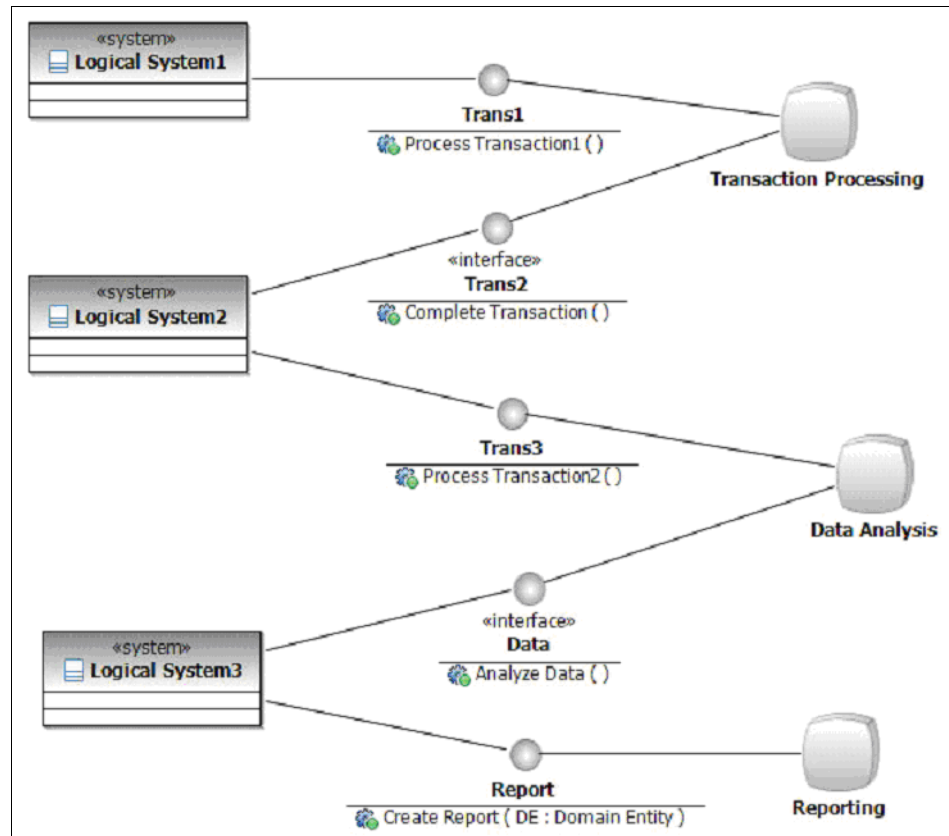 «system»
Logical System1
Trans1
Process Transaction1 ( )
Transaction Processing
«interface»
Trans2
Complete Transaction ( )
«system»
Logical System2
Trans3
Process Transaction2 ( )
Data Analysis
«interface»
Data
Analyze Data ( )
«system»
Logical System3
Report
Create Report ( DE : Domain Entity )
Reporting